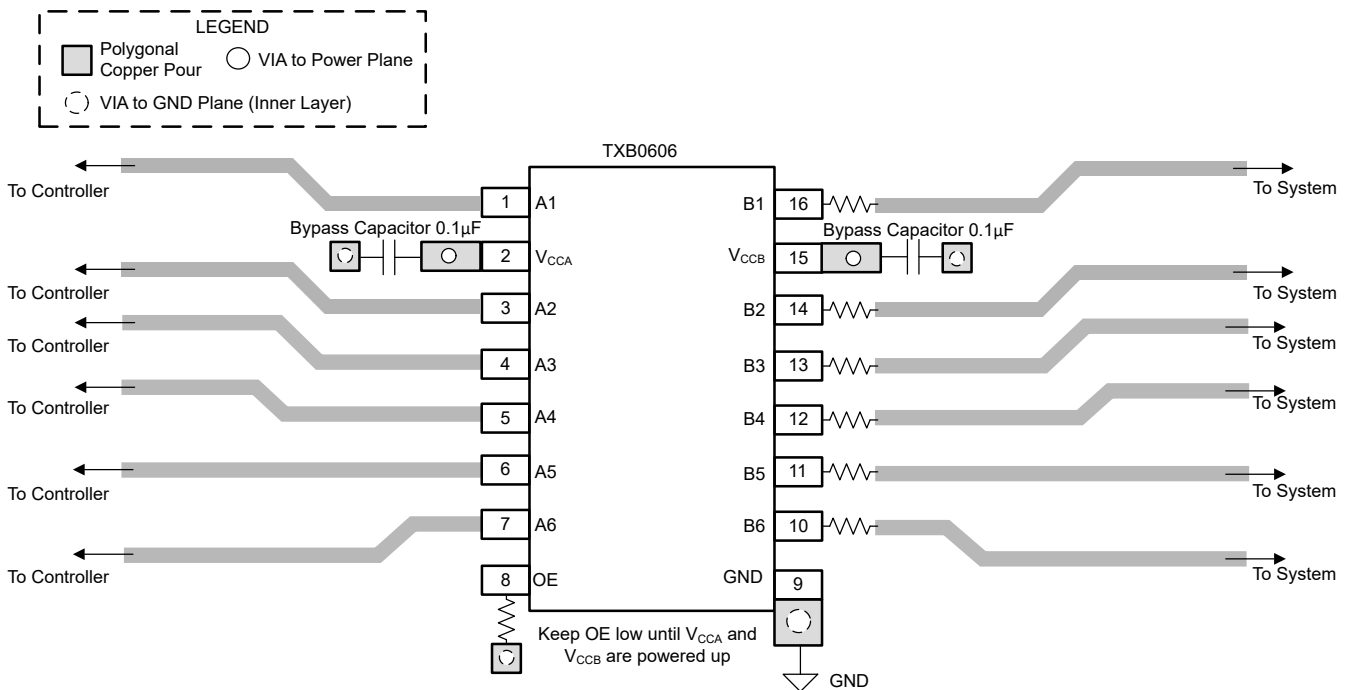 LEGEND
Polygonal
Copper Pour
VIA to Power Plane
VIA to GND Plane (Inner Layer)
TXB0606
To Controller
1
A1
B1
16
To System
Bypass Capacitor 0.1µF
2
VCCA
VCCB
15
Bypass Capacitor 0.1µF
To Controller
3
A2
B2
14
To System
To Controller
4
A3
B3
13
To System
To Controller
5
A4
B4
12
To System
To Controller
6
A5
B5
11
To System
To Controller
7
A6
B6
10
To System
8
OE
GND
9
Keep OE low until VCCA and
VCCB are powered up
GND